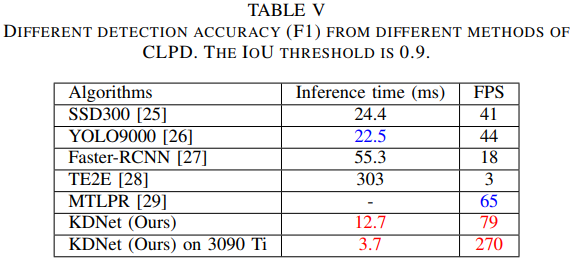 TABLE V
DIFFERENT DETECTION ACCURACY (F1) FROM DIFFERENT METHODS OF
CLPD. THE IOU THRESHOLD IS 0.9.
Algorithms Inference time (ms) FPS
SSD300 [25] 24.4 41
YOLO9000 [26] 22.5 44
Faster-RCNN [27] 55.3 18
TE2E [28] 303 3
MTLPR [29] - 65
KDNet (Ours) 12.7 79
KDNet (Ours) on 3090 Ti 3.7 270